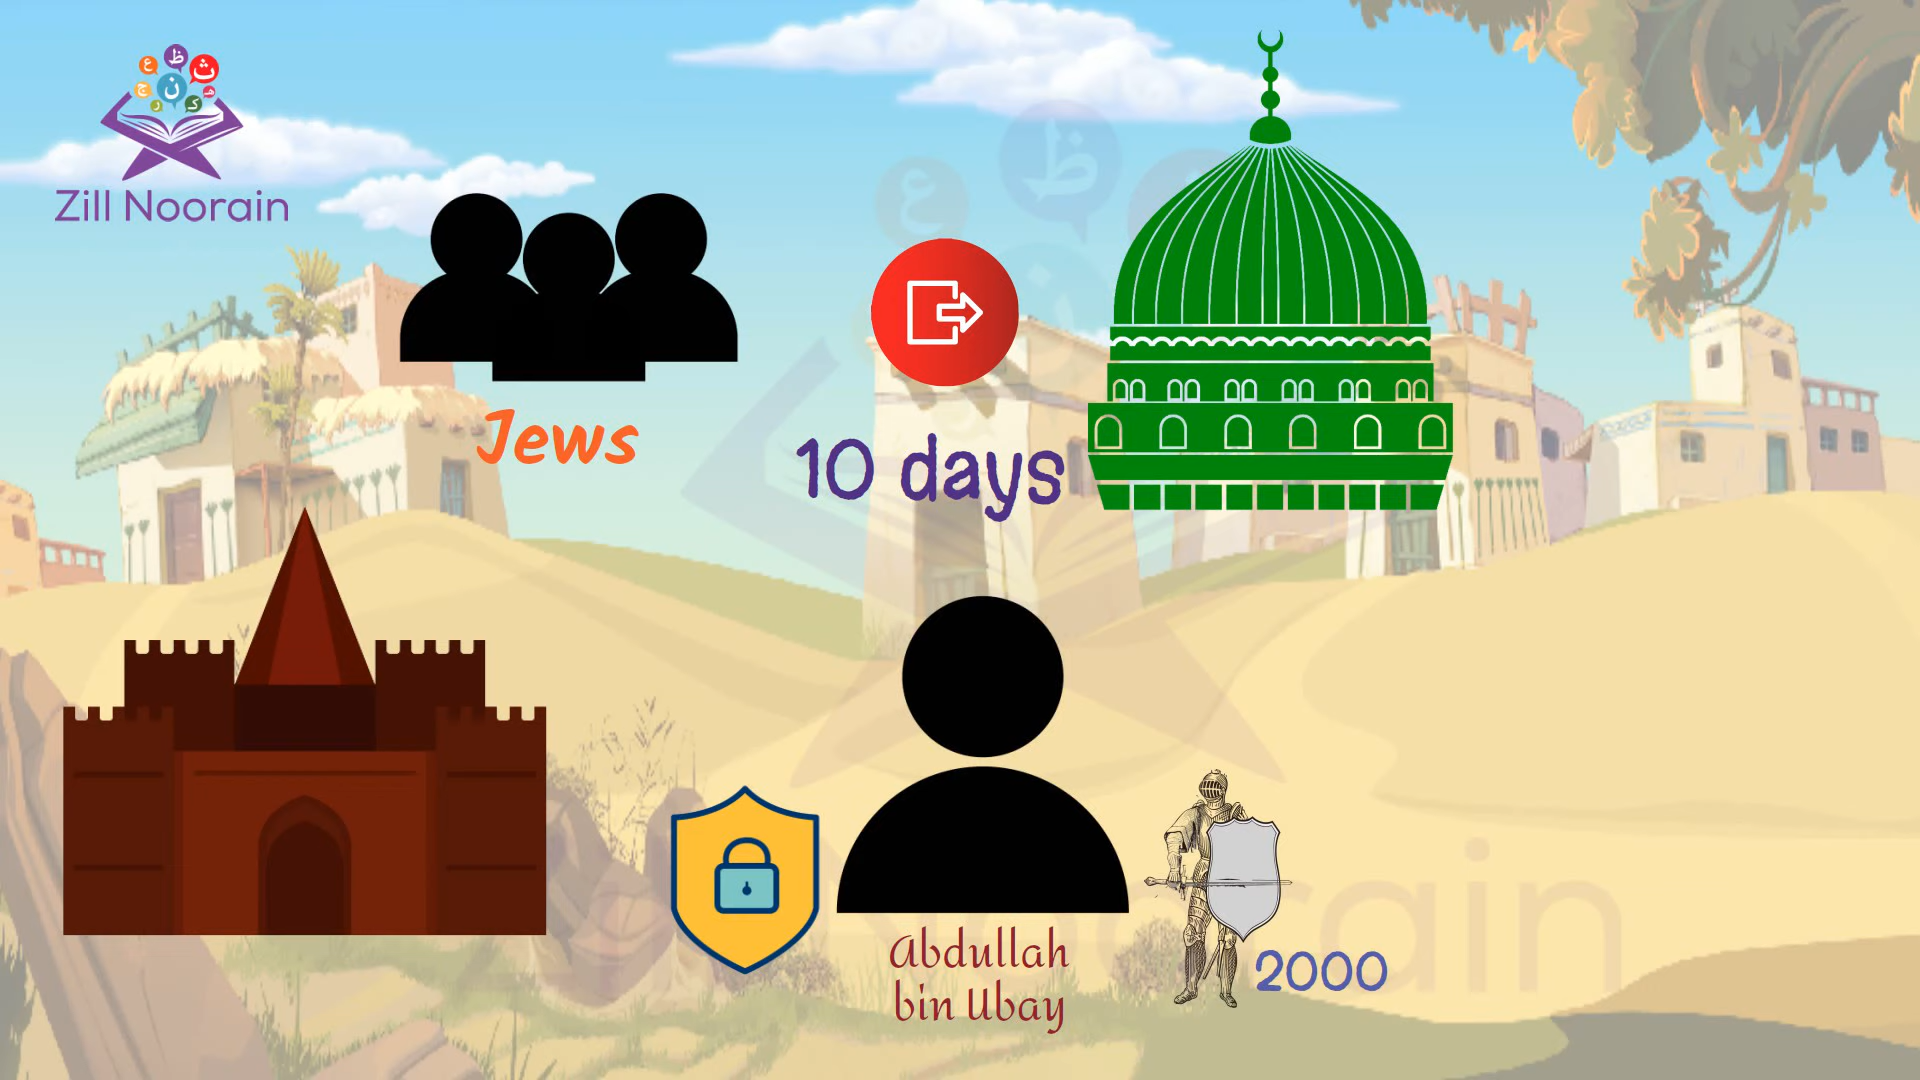 ظ
ع
ث
ج
ن
ه
ر
ک
Zill Noorain
Jews
10 days
Abdullah
bin Ubay
2000